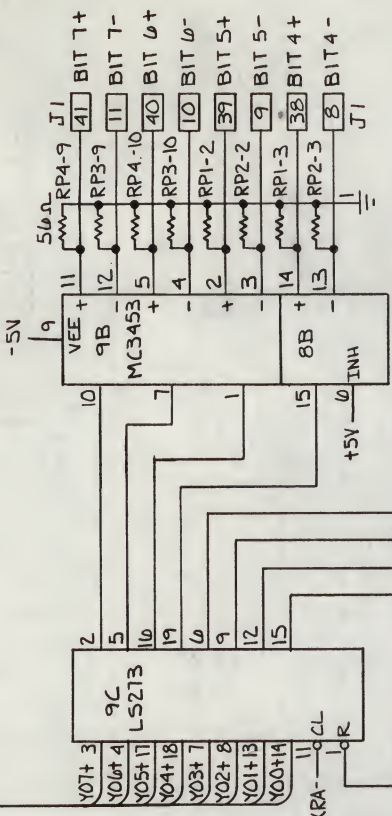 -5V
9
56Ω
J1
11 + RP4-9 41 BIT 7+
12 - RP3-9 11 BIT 7-
5 + RP4-10 40 BIT 6+
4 - RP3-10 10 BIT 6-
2 + RP1-2 39 BIT 5+
3 - RP2-2 9 BIT 5-
14 + RP1-3 38 BIT 4+
13 - RP2-3 8 BIT 4-
J1
1
VEE
9B
MC3453
8B
INH
10
7
1
15
6
+5V
9C
LS273
2
5
16
19
6
9
12
15
Y07+ 3
Y06+ 4
Y05+ 17
Y04+ 18
Y03+ 7
Y02+ 8
Y01+ 13
Y00+ 14
XRA- 11 CL
1 R